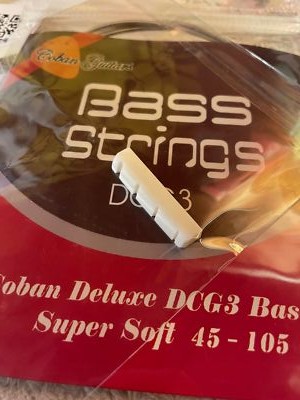 Coban Guitars
Bass
Strings
DCG3
Coban Deluxe DCG3 Bas
Super Soft 45 - 105